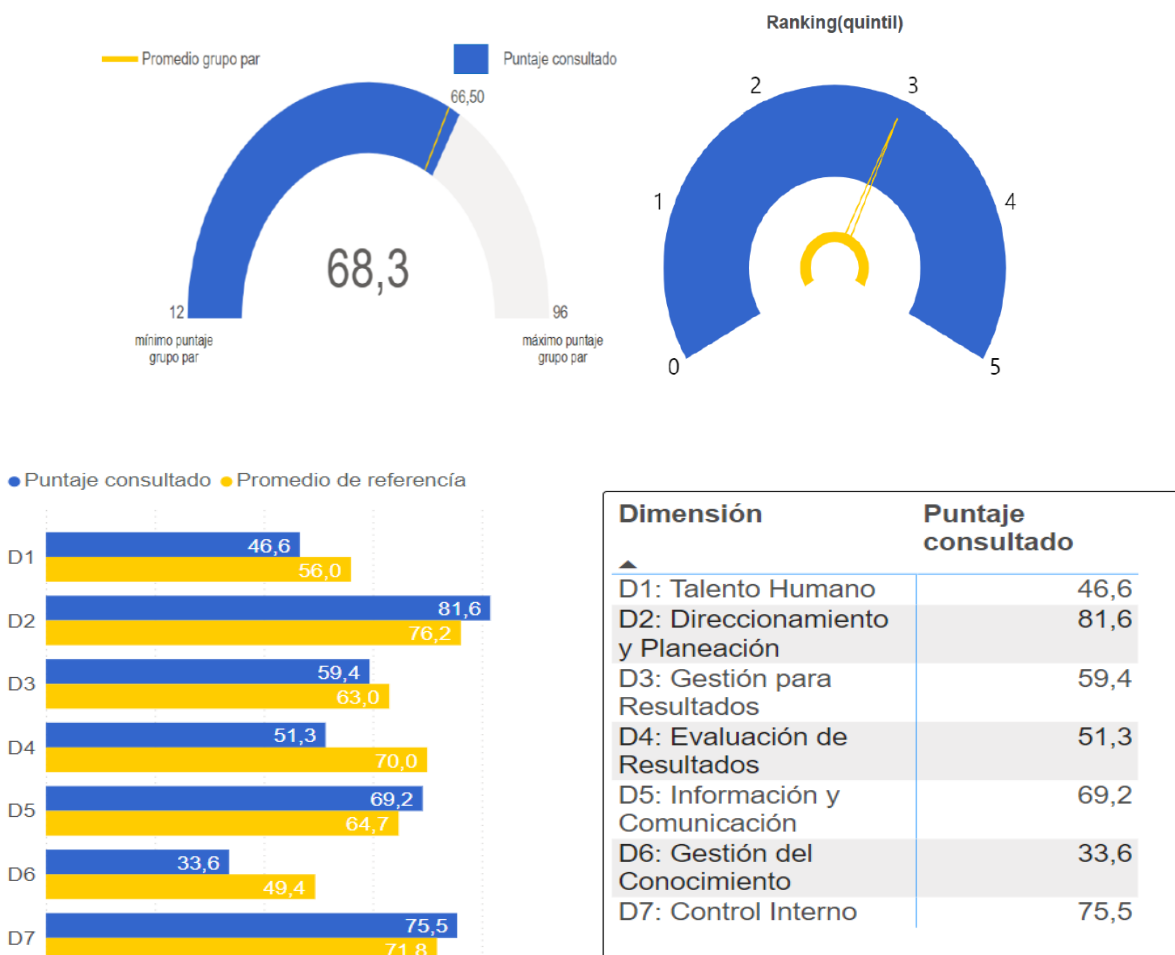 Ranking(quintil)
Promedio grupo par
Puntaje consultado
66,50
68,3
12
96
mínimo puntaje
grupo par
máximo puntaje
grupo par
0
1
2
3
4
5
Puntaje consultado Promedio de referencía
D1
46,6
56,0
D2
81,6
76,2
D3
59,4
63,0
D4
51,3
70,0
D5
69,2
64,7
D6
33,6
49,4
D7
75,5
71,8
Dimensión Puntaje
consultado
D1: Talento Humano 46,6
D2: Direccionamiento 81,6
y Planeación
D3: Gestión para 59,4
Resultados
D4: Evaluación de 51,3
Resultados
D5: Información y 69,2
Comunicación
D6: Gestión del 33,6
Conocimiento
D7: Control Interno 75,5